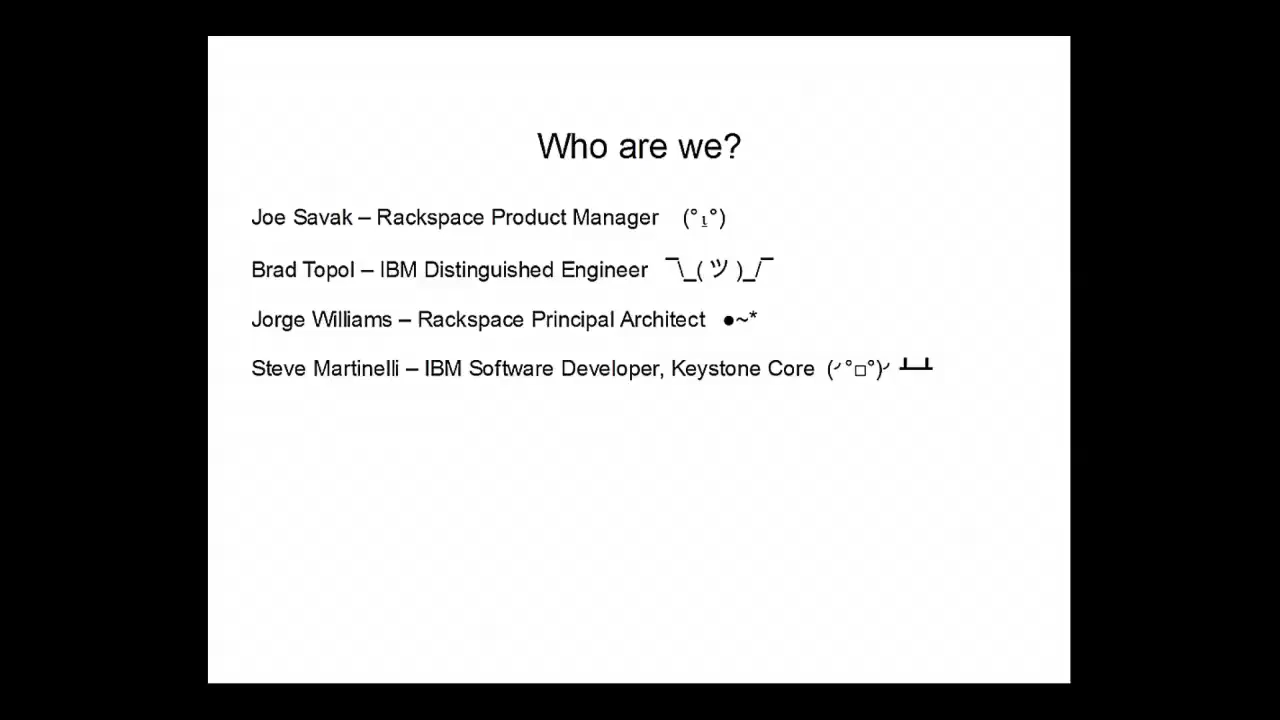 Who are we?
Joe Savak – Rackspace Product Manager (°ʅ°)
Brad Topol – IBM Distinguished Engineer ¯\_(ツ)_/¯
Jorge Williams – Rackspace Principal Architect ●~*
Steve Martinelli – IBM Software Developer, Keystone Core (╯°□°)╯ ┻━┻